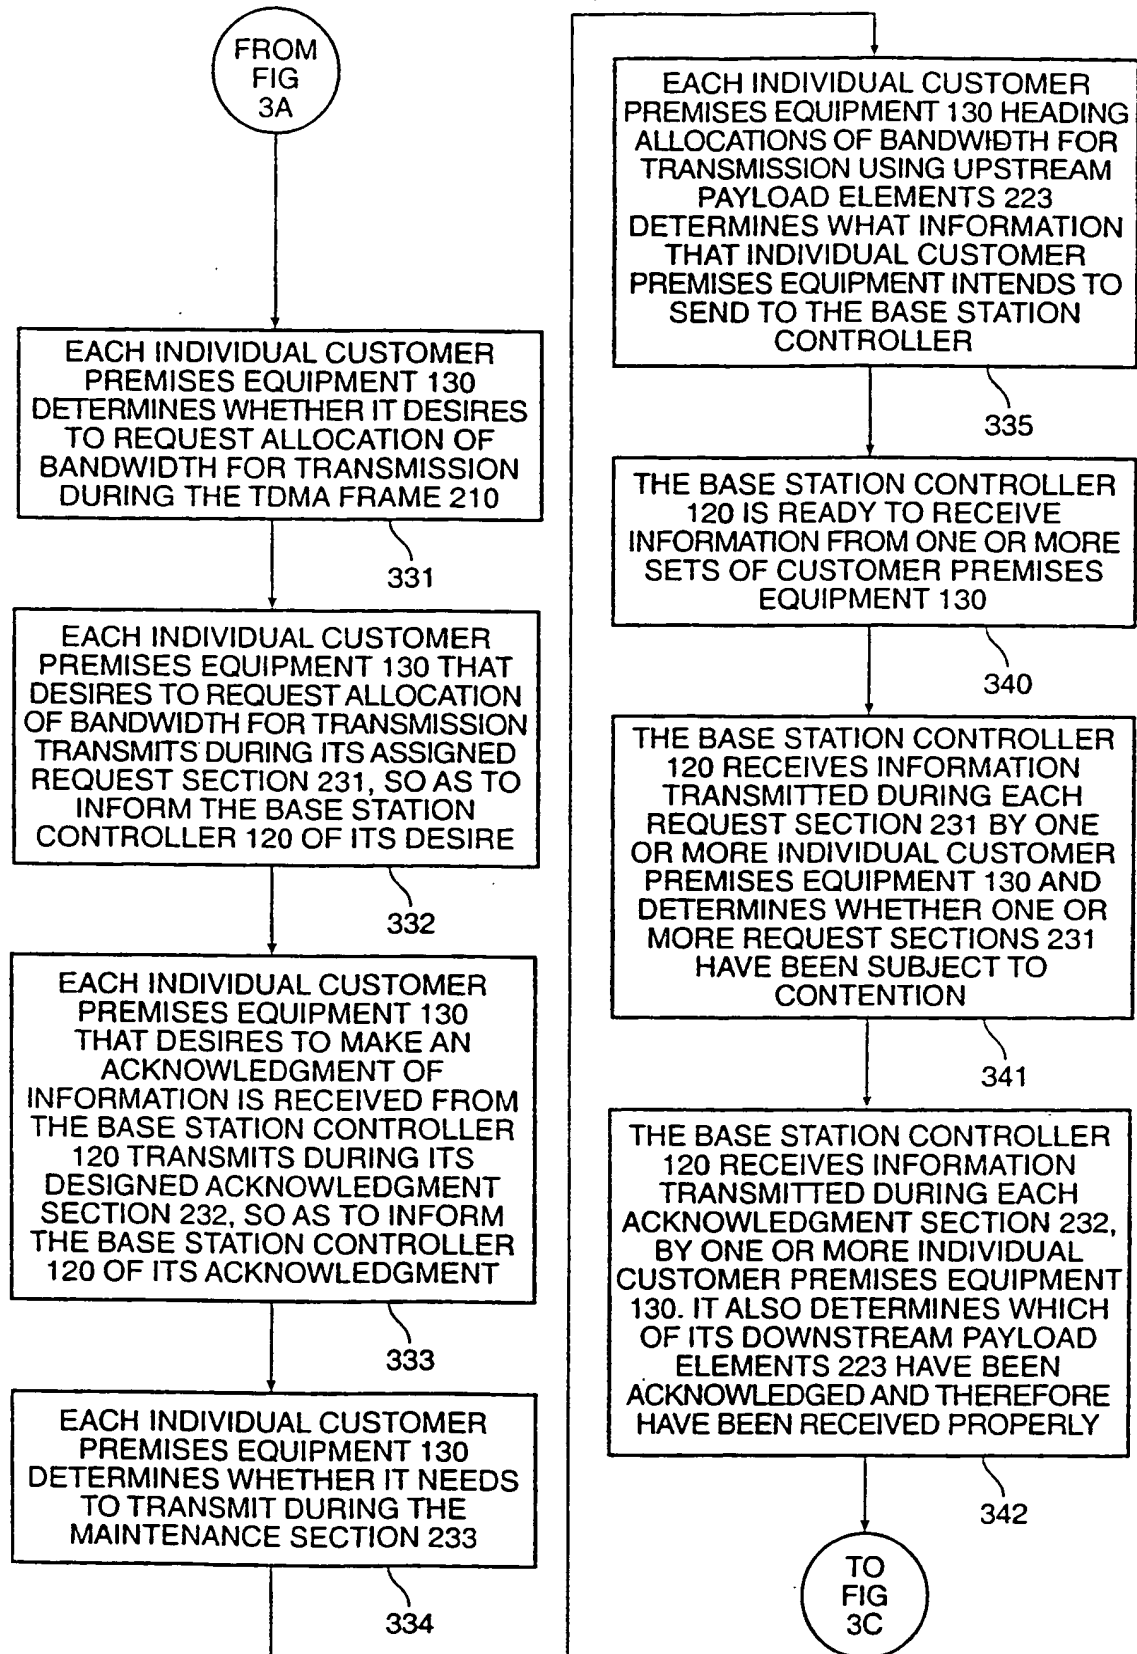 FROM
FIG
3A
EACH INDIVIDUAL CUSTOMER
PREMISES EQUIPMENT 130
DETERMINES WHETHER IT DESIRES
TO REQUEST ALLOCATION OF
BANDWIDTH FOR TRANSMISSION
DURING THE TDMA FRAME 210
331
EACH INDIVIDUAL CUSTOMER
PREMISES EQUIPMENT 130 THAT
DESIRES TO REQUEST ALLOCATION
OF BANDWIDTH FOR TRANSMISSION
TRANSMITS DURING ITS ASSIGNED
REQUEST SECTION 231, SO AS TO
INFORM THE BASE STATION
CONTROLLER 120 OF ITS DESIRE
332
EACH INDIVIDUAL CUSTOMER
PREMISES EQUIPMENT 130
THAT DESIRES TO MAKE AN
ACKNOWLEDGMENT OF
INFORMATION IS RECEIVED FROM
THE BASE STATION CONTROLLER
120 TRANSMITS DURING ITS
DESIGNED ACKNOWLEDGMENT
SECTION 232, SO AS TO INFORM
THE BASE STATION CONTROLLER
120 OF ITS ACKNOWLEDGMENT
333
EACH INDIVIDUAL CUSTOMER
PREMISES EQUIPMENT 130
DETERMINES WHETHER IT NEEDS
TO TRANSMIT DURING THE
MAINTENANCE SECTION 233
334
EACH INDIVIDUAL CUSTOMER
PREMISES EQUIPMENT 130 HEADING
ALLOCATIONS OF BANDWIDTH FOR
TRANSMISSION USING UPSTREAM
PAYLOAD ELEMENTS 223
DETERMINES WHAT INFORMATION
THAT INDIVIDUAL CUSTOMER
PREMISES EQUIPMENT INTENDS TO
SEND TO THE BASE STATION
CONTROLLER
335
THE BASE STATION CONTROLLER
120 IS READY TO RECEIVE
INFORMATION FROM ONE OR MORE
SETS OF CUSTOMER PREMISES
EQUIPMENT 130
340
THE BASE STATION CONTROLLER
120 RECEIVES INFORMATION
TRANSMITTED DURING EACH
REQUEST SECTION 231 BY ONE
OR MORE INDIVIDUAL CUSTOMER
PREMISES EQUIPMENT 130 AND
DETERMINES WHETHER ONE OR
MORE REQUEST SECTIONS 231
HAVE BEEN SUBJECT TO
CONTENTION
341
THE BASE STATION CONTROLLER
120 RECEIVES INFORMATION
TRANSMITTED DURING EACH
ACKNOWLEDGMENT SECTION 232,
BY ONE OR MORE INDIVIDUAL
CUSTOMER PREMISES EQUIPMENT
130. IT ALSO DETERMINES WHICH
OF ITS DOWNSTREAM PAYLOAD
ELEMENTS 223 HAVE BEEN
ACKNOWLEDGED AND THEREFORE
HAVE BEEN RECEIVED PROPERLY
342
TO
FIG
3C